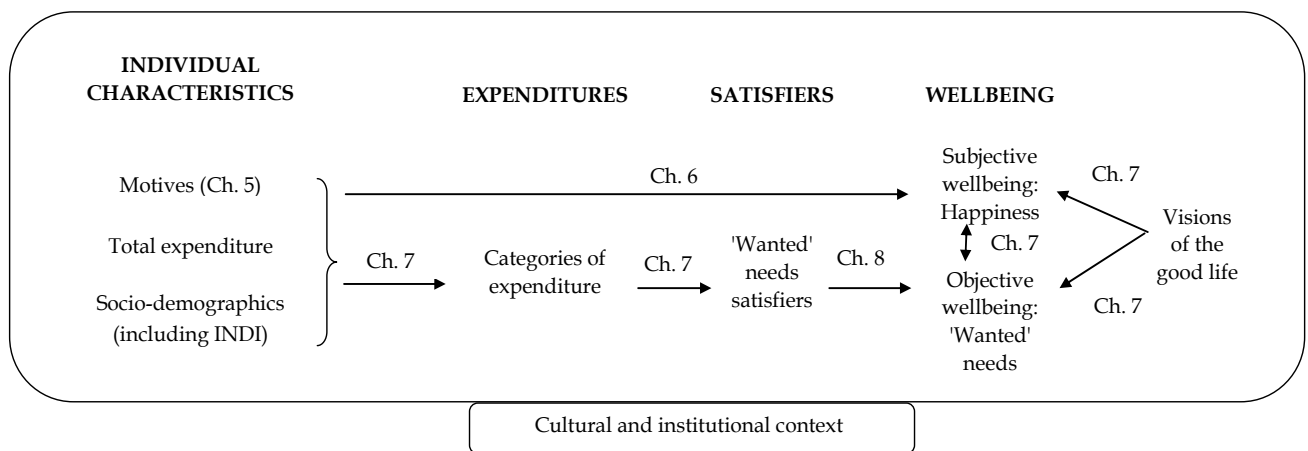 INDIVIDUAL
CHARACTERISTICS
EXPENDITURES
SATISFIERS
WELLBEING
Motives (Ch. 5)
Total expenditure
Socio-demographics
(including INDI)
Ch. 6
Ch. 7
Categories of
expenditure
Ch. 7
'Wanted'
needs
satisfiers
Ch. 8
Subjective
wellbeing:
Happiness
Ch. 7
Objective
wellbeing:
'Wanted'
needs
Ch. 7
Ch. 7
Visions
of the
good life
Cultural and institutional context